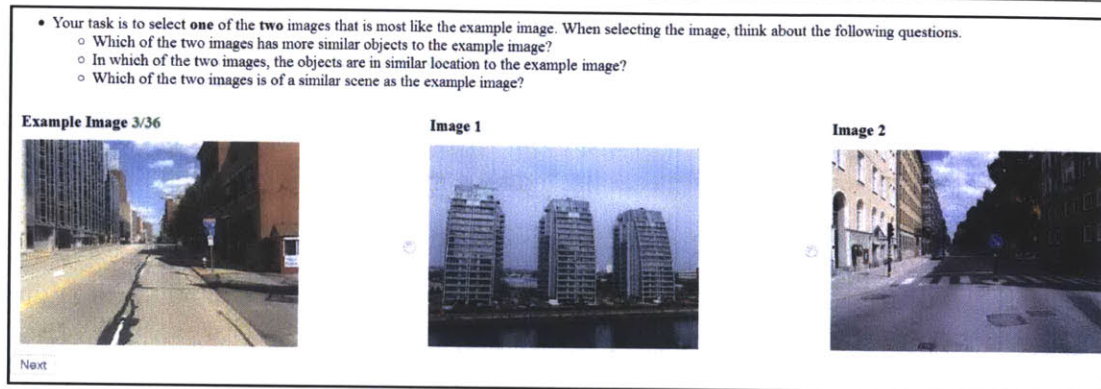 • Your task is to select one of the two images that is most like the example image. When selecting the image, think about the following questions.
○ Which of the two images has more similar objects to the example image?
○ In which of the two images, the objects are in similar location to the example image?
○ Which of the two images is of a similar scene as the example image?
Example Image 3/36
Image 1
Image 2
Next